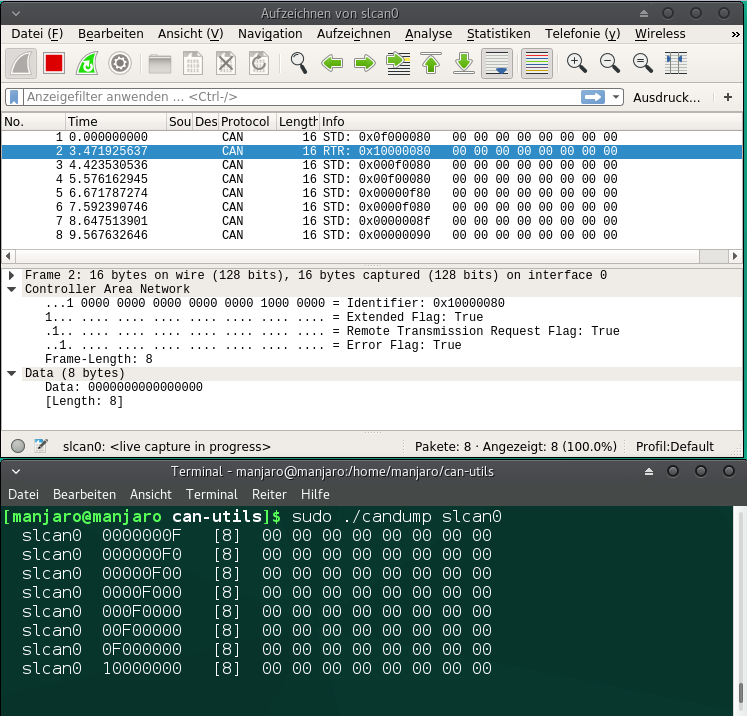 Aufzeichnen von slcan0
Datei (F) Bearbeiten Ansicht (V) Navigation Aufzeichnen Analyse Statistiken Telefonie (y) Wireless »
Anzeigefilter anwenden ... <Ctrl-/> Ausdruck... +
No. Time Sou Des Protocol Length Info
1 0.000000000 CAN 16 STD: 0x0f000080 00 00 00 00 00 00 00 00
2 3.471925637 CAN 16 RTR: 0x10000080 00 00 00 00 00 00 00 00
3 4.423530536 CAN 16 STD: 0x000f0080 00 00 00 00 00 00 00 00
4 5.576162945 CAN 16 STD: 0x00f00080 00 00 00 00 00 00 00 00
5 6.671787274 CAN 16 STD: 0x00000f80 00 00 00 00 00 00 00 00
6 7.592390746 CAN 16 STD: 0x0000f080 00 00 00 00 00 00 00 00
7 8.647513901 CAN 16 STD: 0x0000008f 00 00 00 00 00 00 00 00
8 9.567632646 CAN 16 STD: 0x00000090 00 00 00 00 00 00 00 00
Frame 2: 16 bytes on wire (128 bits), 16 bytes captured (128 bits) on interface 0
Controller Area Network
...1 0000 0000 0000 0000 0000 1000 0000 = Identifier: 0x10000080
1... .... .... .... .... .... .... .... = Extended Flag: True
.1.. .... .... .... .... .... .... .... = Remote Transmission Request Flag: True
..1. .... .... .... .... .... .... .... = Error Flag: True
Frame-Length: 8
Data (8 bytes)
Data: 0000000000000000
[Length: 8]
slcan0: <live capture in progress> Pakete: 8 · Angezeigt: 8 (100.0%) Profil:Default
Terminal - manjaro@manjaro:/home/manjaro/can-utils
Datei Bearbeiten Ansicht Terminal Reiter Hilfe
[manjaro@manjaro can-utils]$ sudo ./candump slcan0
slcan0 0000000F [8] 00 00 00 00 00 00 00 00
slcan0 000000F0 [8] 00 00 00 00 00 00 00 00
slcan0 00000F00 [8] 00 00 00 00 00 00 00 00
slcan0 0000F000 [8] 00 00 00 00 00 00 00 00
slcan0 000F0000 [8] 00 00 00 00 00 00 00 00
slcan0 00F00000 [8] 00 00 00 00 00 00 00 00
slcan0 0F000000 [8] 00 00 00 00 00 00 00 00
slcan0 10000000 [8] 00 00 00 00 00 00 00 00